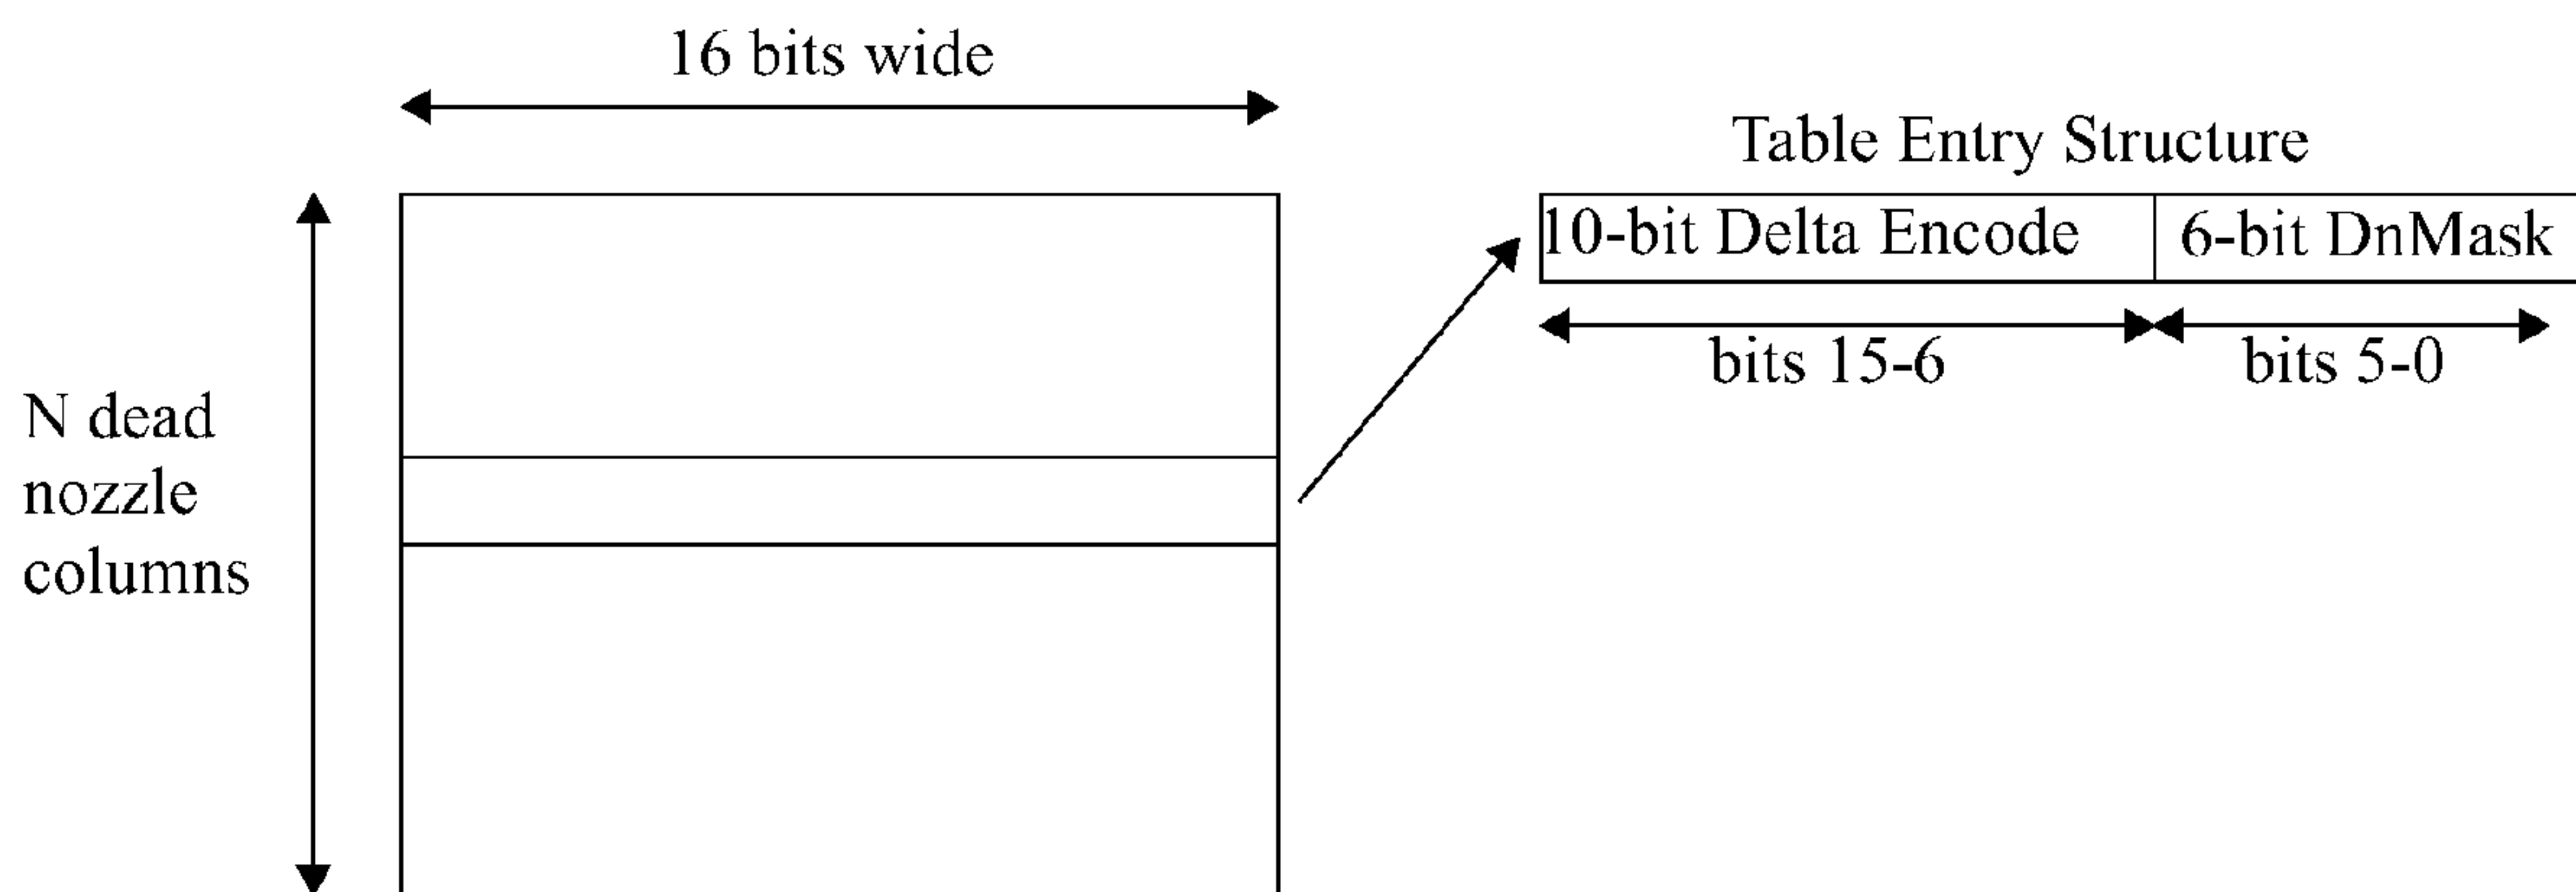 16 bits wide
Table Entry Structure
10-bit Delta Encode
6-bit DnMask
bits 15-6
bits 5-0
N dead
nozzle
columns